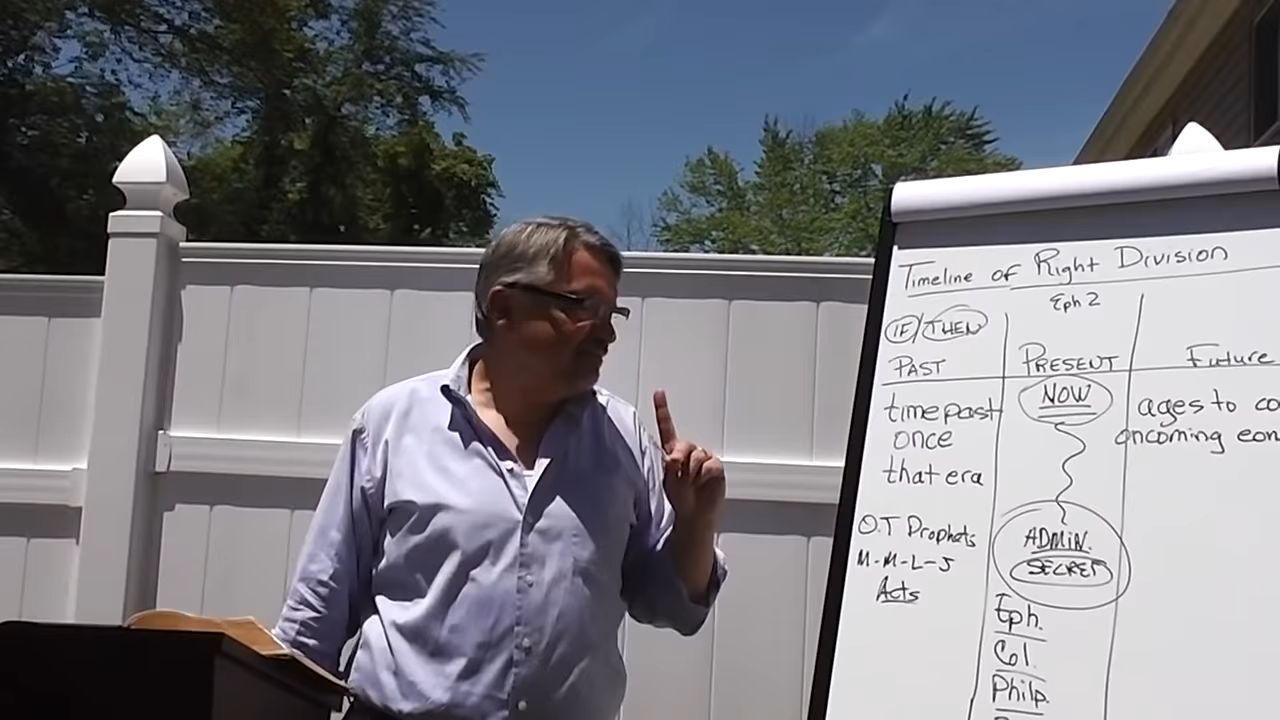 Timeline of Right Division
Eph 2
IF/THEN
PAST
PRESENT
Future
time past
once
that era
O.T Prophets
M-M-L-J
Acts
NOW
ADMIN.
SECRET
Eph.
Col.
Philp.
ages to co
oncoming eon